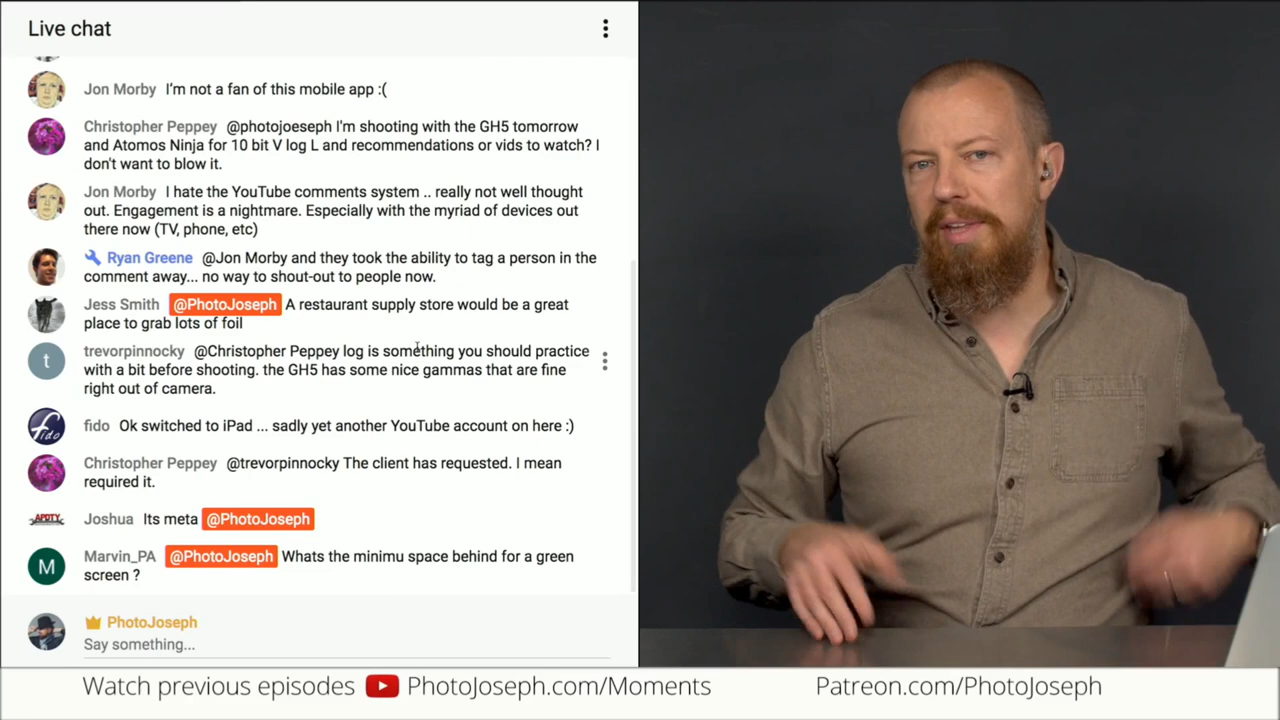 Live chat
Jon Morby I'm not a fan of this mobile app :(
Christopher Peppey @photojoeseph I'm shooting with the GH5 tomorrow
and Atomos Ninja for 10 bit V log L and recommendations or vids to watch? I
don't want to blow it.
Jon Morby I hate the YouTube comments system .. really not well thought
out. Engagement is a nightmare. Especially with the myriad of devices out
there now (TV, phone, etc)
Ryan Greene @Jon Morby and they took the ability to tag a person in the
comment away... no way to shout-out to people now.
Jess Smith @PhotoJoseph A restaurant supply store would be a great
place to grab lots of foil
t
trevorpinnocky @Christopher Peppey log is something you should practice
with a bit before shooting. the GH5 has some nice gammas that are fine
right out of camera.
fido
fido Ok switched to iPad ... sadly yet another YouTube account on here :)
Christopher Peppey @trevorpinnocky The client has requested. I mean
required it.
APOTY
Joshua Its meta @PhotoJoseph
M
Marvin_PA @PhotoJoseph Whats the minimu space behind for a green
screen ?
PhotoJoseph
Say something...
Watch previous episodes PhotoJoseph.com/Moments Patreon.com/PhotoJoseph